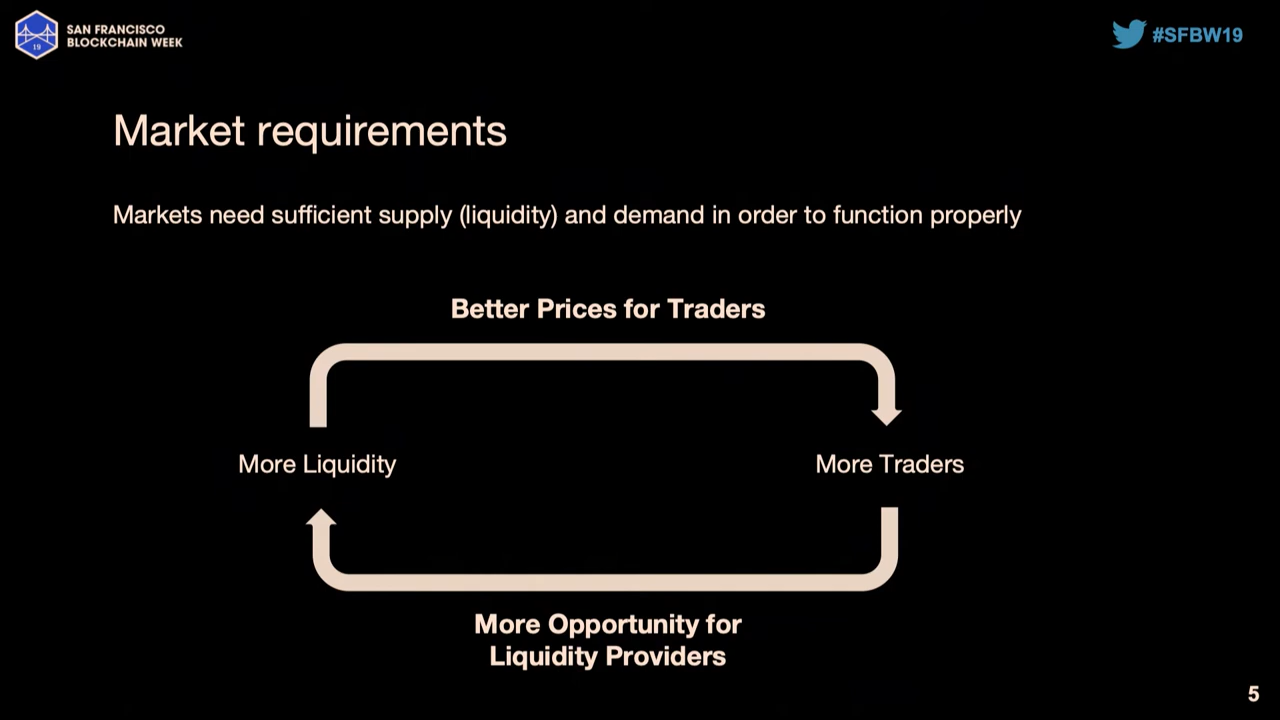 SAN FRANCISCO
BLOCKCHAIN WEEK
19
#SFBW19
Market requirements
Markets need sufficient supply (liquidity) and demand in order to function properly
Better Prices for Traders
More Liquidity
More Traders
More Opportunity for
Liquidity Providers
5